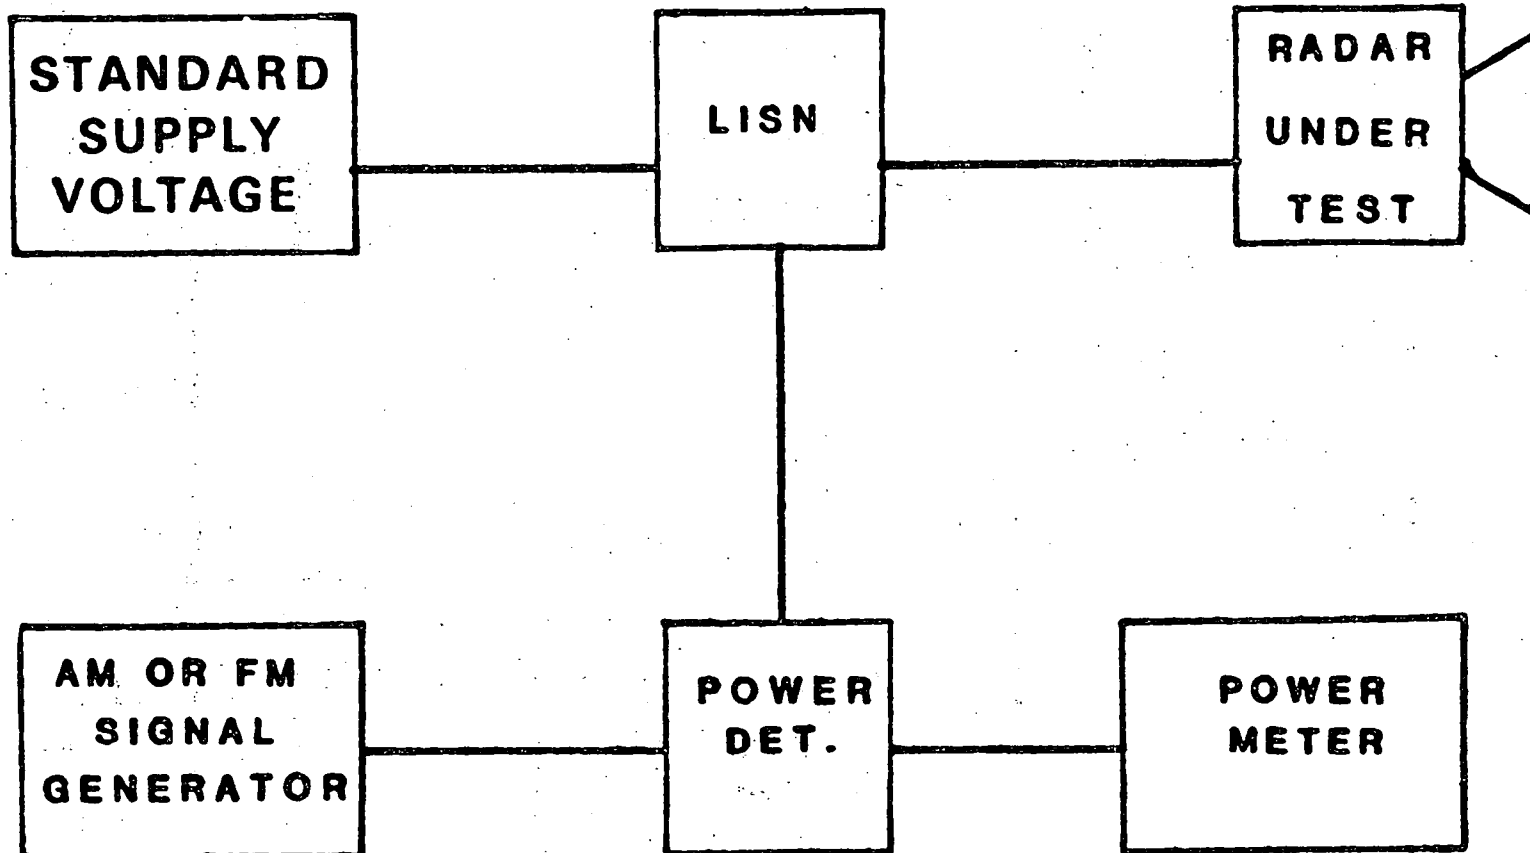 STANDARD
SUPPLY
VOLTAGE
LISN
RADAR
UNDER
TEST
AM OR FM
SIGNAL
GENERATOR
POWER
DET.
POWER
METER